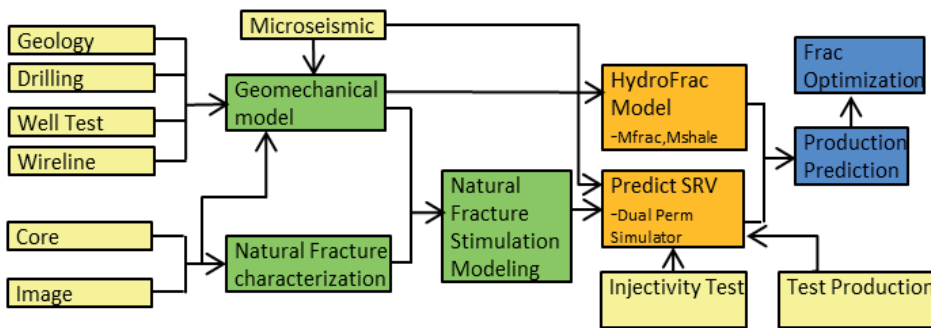 Microseismic
Geology
Drilling
Well Test
Wireline
Geomechanical
model
HydroFrac
Model
-Mfrac,Mshale
Frac
Optimization
Production
Prediction
Core
Image
Natural Fracture
characterization
Natural
Fracture
Stimulation
Modeling
Predict SRV
-Dual Perm
Simulator
Injectivity Test
Test Production